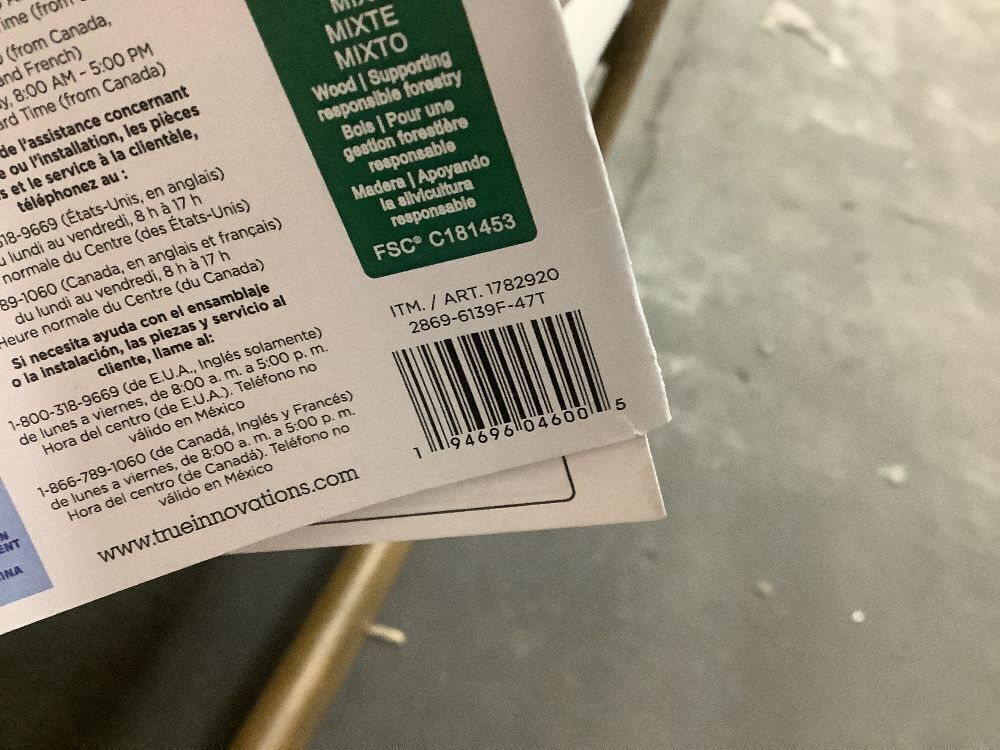 (from Canada,
and French)
8:00 AM - 5:00 PM
Time (from Canada)
de l'assistance concernant
ou l'installation, les pièces
et le service à la clientèle,
téléphonez au :
318-9669 (États-Unis, en anglais)
lundi au vendredi, 8 h à 17 h
normale du Centre (des États-Unis)
89-1060 (Canada, en anglais et français)
du lundi au vendredi, 8 h à 17 h
Heure normale du Centre (du Canada)
Si necesita ayuda con el ensamblaje
o la instalación, las piezas y servicio al
cliente, llame al:
1-800-318-9669 (de E.U.A., Inglés solamente)
de lunes a viernes, de 8:00 a. m. a 5:00 p. m.
Hora del centro (de E.U.A.). Teléfono no
válido en México
1-866-789-1060 (de Canadá, Inglés y Francés)
de lunes a viernes, de 8:00 a. m. a 5:00 p. m.
Hora del centro (de Canadá). Teléfono no
válido en México
www.trueinnovations.com
MIXTE
MIXTO
Wood | Supporting
responsible forestry
Bois | Pour une
gestion forestière
responsable
Madera | Apoyando
la silvicultura
responsable
FSC® C181453
ITM. / ART. 1782920
2869-6139F-47T
1 94696 04600 5